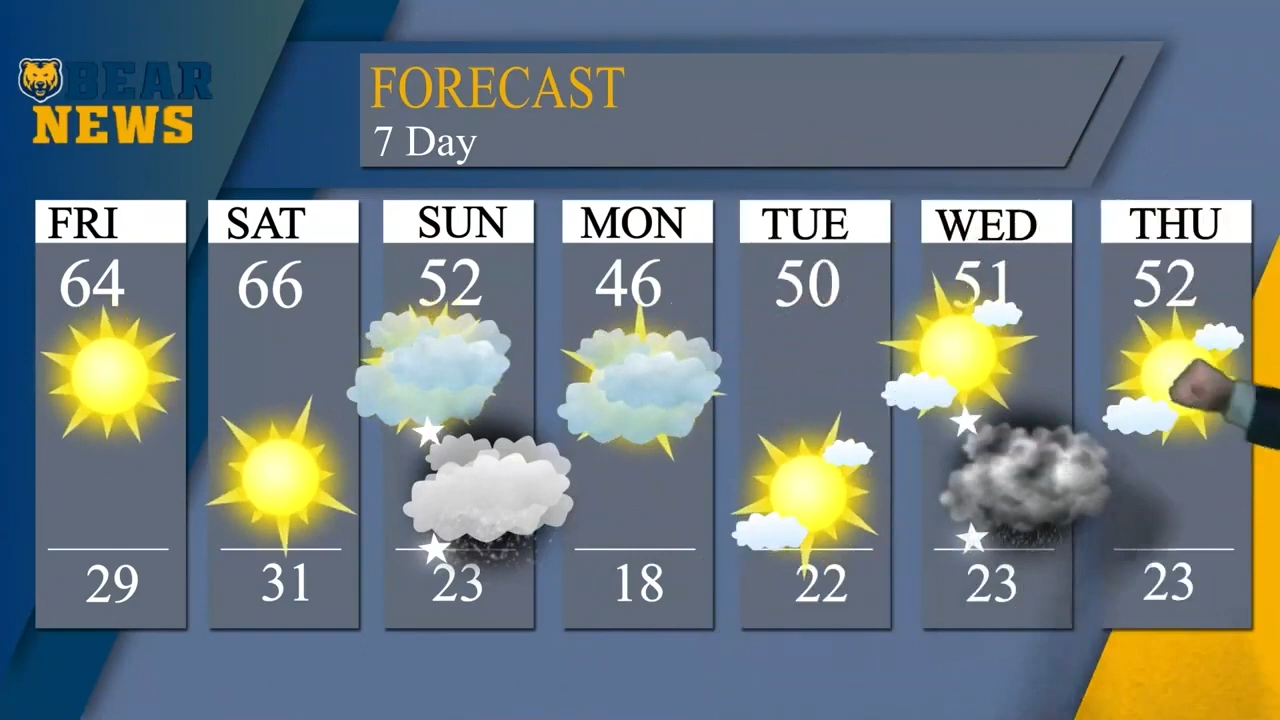 BEAR
NEWS
FORECAST
7 Day
FRI SAT SUN MON TUE WED THU
64 66 52 46 50 51 52
29 31 23 18 22 23 23